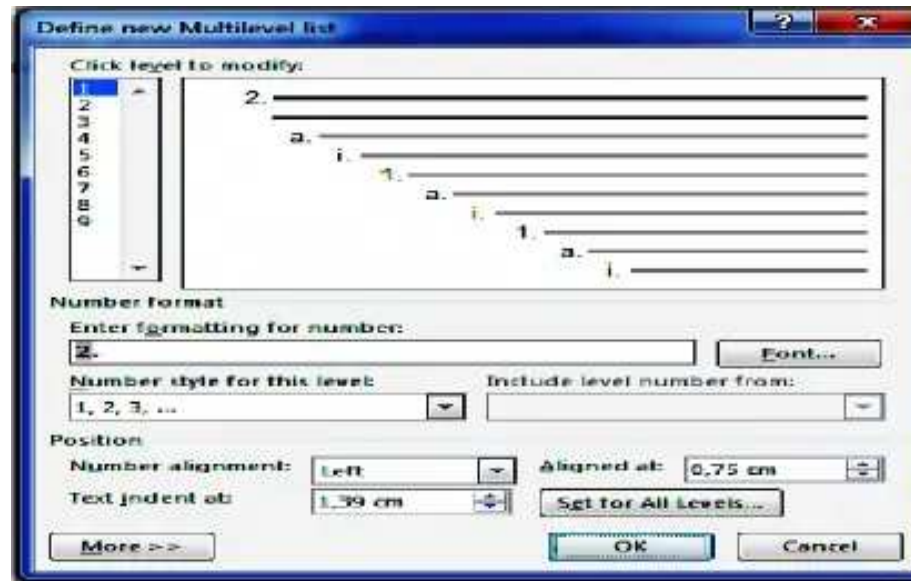 Define new Multilevel list
Click level to modify:
1
2
3
4
5
6
7
8
9
2.
a.
i.
1.
a.
i.
1.
a.
i.
Number format
Enter formatting for number:
2.
Font...
Number style for this level:
Include level number from:
1, 2, 3, ...
Position
Number alignment:
Left
Aligned at:
0,75 cm
Text indent at:
1,39 cm
Set for All Levels...
More >>
OK
Cancel